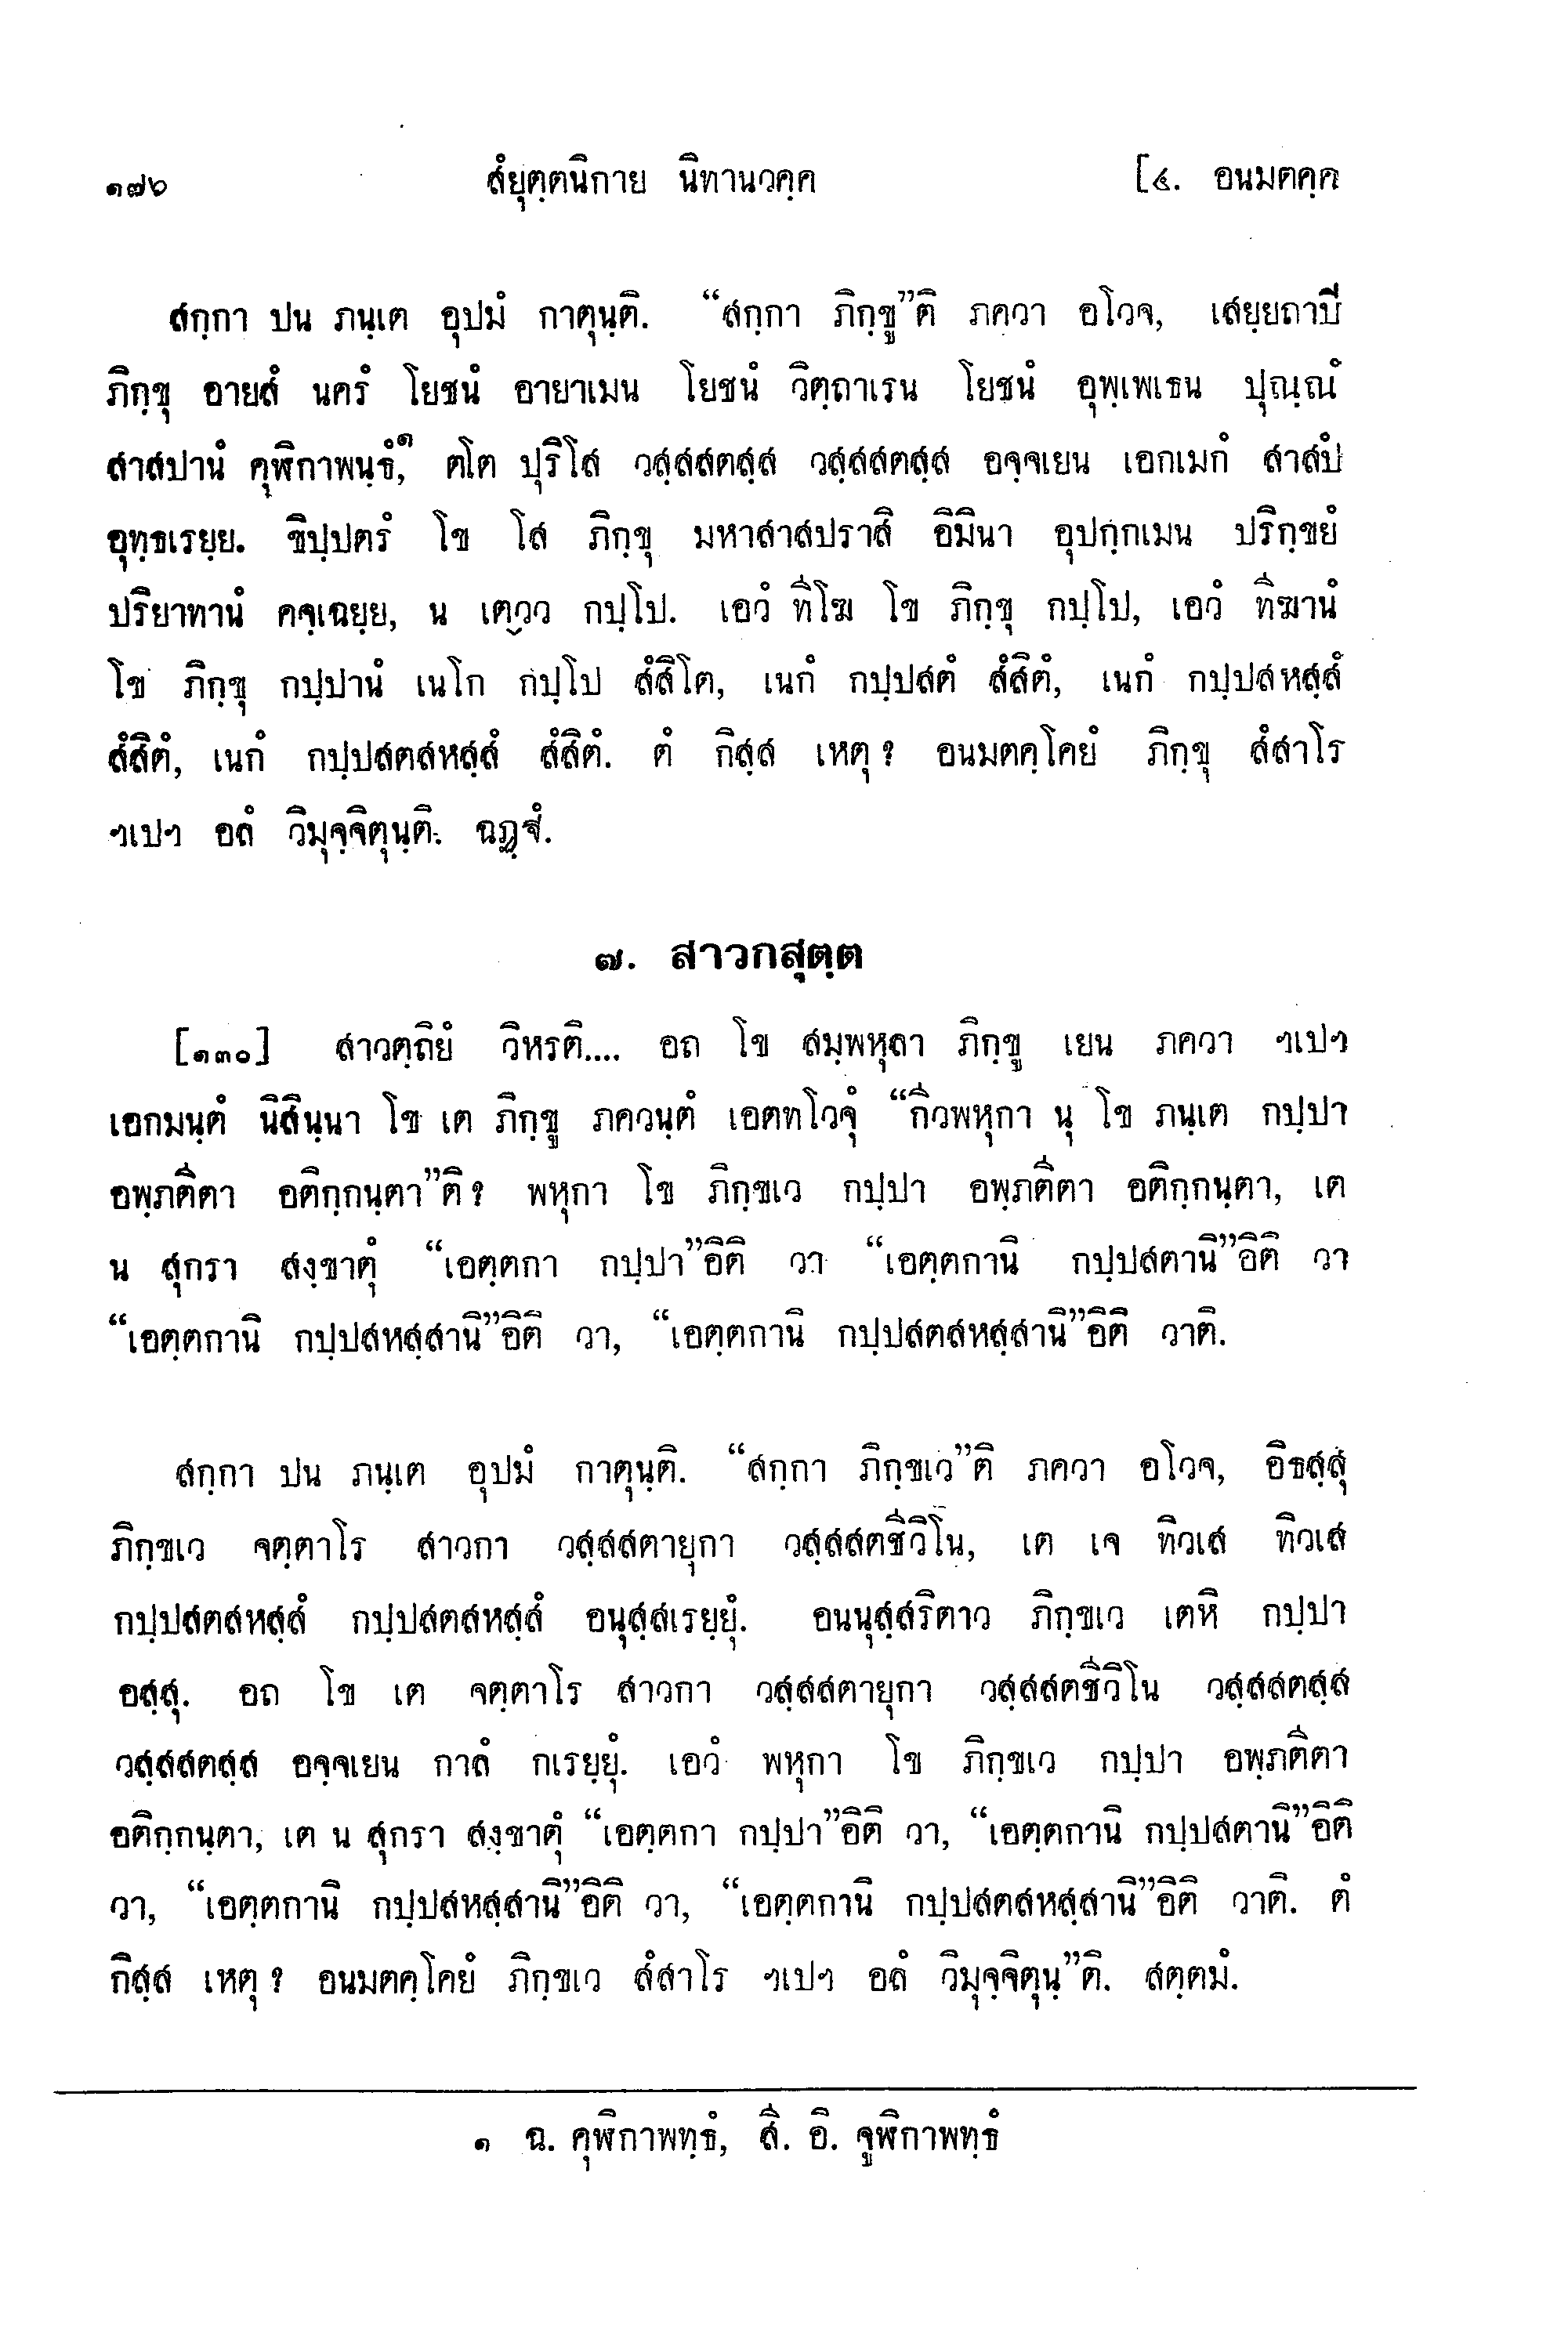 ๑๗๖ สํยุตฺตนิกาย นิทานวคฺค [๔. อนมตคฺค
สกฺกา ปน ภนฺเต อุปมํ กาตุนฺติ. “สกฺกา ภิกฺขู”ติ ภควา อโวจ, เสยฺยถาปี
ภิกฺขุ อายสํ นครํ โยชนํ อายาเมน โยชนํ วิตฺถาเรน โยชนํ อุพฺเพเธน ปุณฺณํ
สาสปานํ คุฬิกาพนฺธํ,๑ ตโต ปุริโส วสฺสสตสฺส วสฺสสตสฺส อจฺจเยน เอกเมกํ สาสปํ
อุทฺธเรยฺย. ขิปฺปตรํ โข โส ภิกฺขุ มหาสาสปราสิ อิมินา อุปกฺกเมน ปริกฺขยํ
ปริยาทานํ คจฺเฉยฺย, น เตฺวว กปฺโป. เอวํ ทีโฆ โข ภิกฺขุ กปฺโป, เอวํ ทีฆานํ
โข ภิกฺขุ กปฺปานํ เนโก กปฺโป สํสิโต, เนกํ กปฺปสตํ สํสิตํ, เนกํ กปฺปสหสฺสํ
สํสิตํ, เนกํ กปฺปสตสหสฺสํ สํสิตํ. ตํ กิสฺส เหตุ ? อนมตคฺโคยํ ภิกฺขุ สํสาโร
ฯเปฯ อลํ วิมุจฺจิตุนฺติ. ฉฏฺฐํ.
๗. สาวกสุตฺต
[๑๓๐] สาวตฺถิยํ วิหรติ.... อถ โข สมฺพหุลา ภิกฺขู เยน ภควา ฯเปฯ
เอกมนฺตํ นิสินฺนา โข เต ภิกฺขู ภควนฺตํ เอตทโวจุํ “กีวพหุกา นุ โข ภนฺเต กปฺปา
อพฺภตีตา อติกฺกนฺตา”ติ ? พหุกา โข ภิกฺขเว กปฺปา อพฺภตีตา อติกฺกนฺตา, เต
น สุกรา สงฺขาตุํ “เอตฺตกา กปฺปา”อิติ วา “เอตฺตกานิ กปฺปสตานิ”อิติ วา
“เอตฺตกานิ กปฺปสหสฺสานิ”อิติ วา, “เอตฺตกานิ กปฺปสตสหสฺสานิ”อิติ วาติ.
สกฺกา ปน ภนฺเต อุปมํ กาตุนฺติ. “สกฺกา ภิกฺขเว”ติ ภควา อโวจ, อิธสฺสุ
ภิกฺขเว จตฺตาโร สาวกา วสฺสสตายุกา วสฺสสตชีวิโน, เต เจ ทิวเส ทิวเส
กปฺปสตสหสฺสํ กปฺปสตสหสฺสํ อนุสฺสเรยฺยุํ. อนนุสฺสริตาว ภิกฺขเว เตหิ กปฺปา
อสฺสุ. อถ โข เต จตฺตาโร สาวกา วสฺสสตายุกา วสฺสสตชีวิโน วสฺสสตสฺส
วสฺสสตสฺส อจฺจเยน กาลํ กเรยฺยุํ. เอวํ พหุกา โข ภิกฺขเว กปฺปา อพฺภตีตา
อติกฺกนฺตา, เต น สุกรา สงฺขาตุํ “เอตฺตกา กปฺปา”อิติ วา, “เอตฺตกานิ กปฺปสตานิ”อิติ
วา, “เอตฺตกานิ กปฺปสหสฺสานิ”อิติ วา, “เอตฺตกานิ กปฺปสตสหสฺสานิ”อิติ วาติ. ตํ
กิสฺส เหตุ ? อนมตคฺโคยํ ภิกฺขเว สํสาโร ฯเปฯ อลํ วิมุจฺจิตุนฺ”ติ. สตฺตมํ.
๑ ฉ. คุฬิกาพทฺธํ, สี. อิ. จูฬิกาพทฺธํ